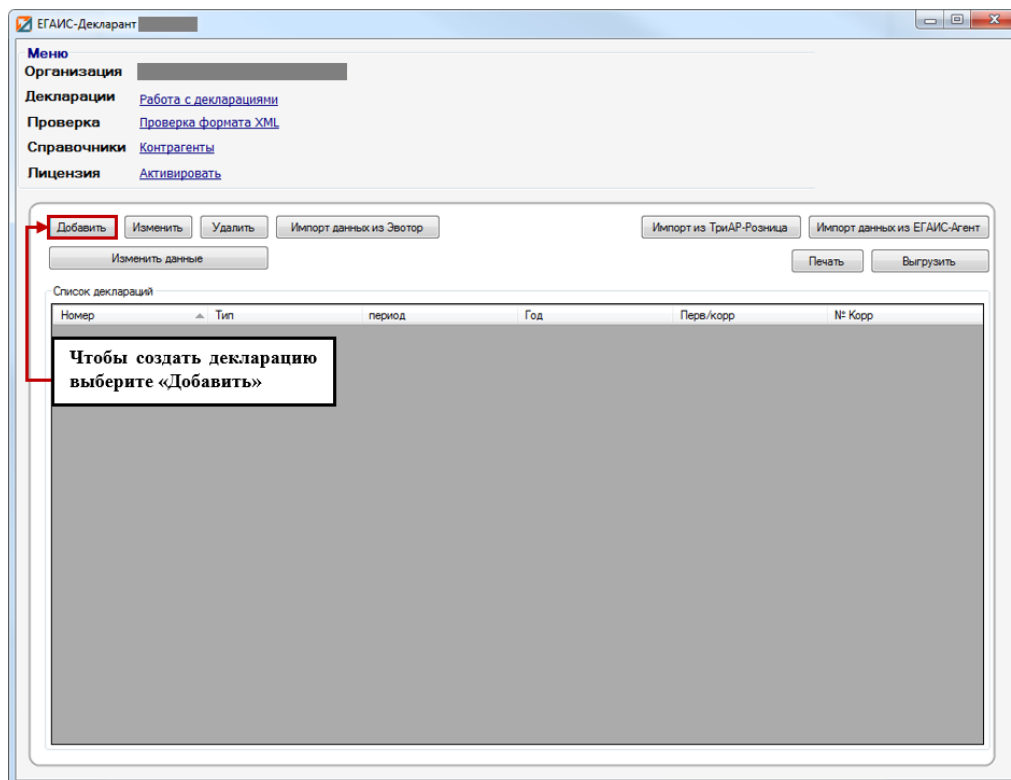 ЕГАИС-Декларант
Меню
Организация
Декларации Работа с декларациями
Проверка Проверка формата XML
Справочники Контрагенты
Лицензия Активировать
Добавить Изменить Удалить Импорт данных из Эвотор Импорт из ТриАР-Розница Импорт данных из ЕГАИС-Агент
Изменить данные Печать Выгрузить
Список деклараций
Номер Тип период Год Перв/корр № Корр
Чтобы создать декларацию
выберите «Добавить»